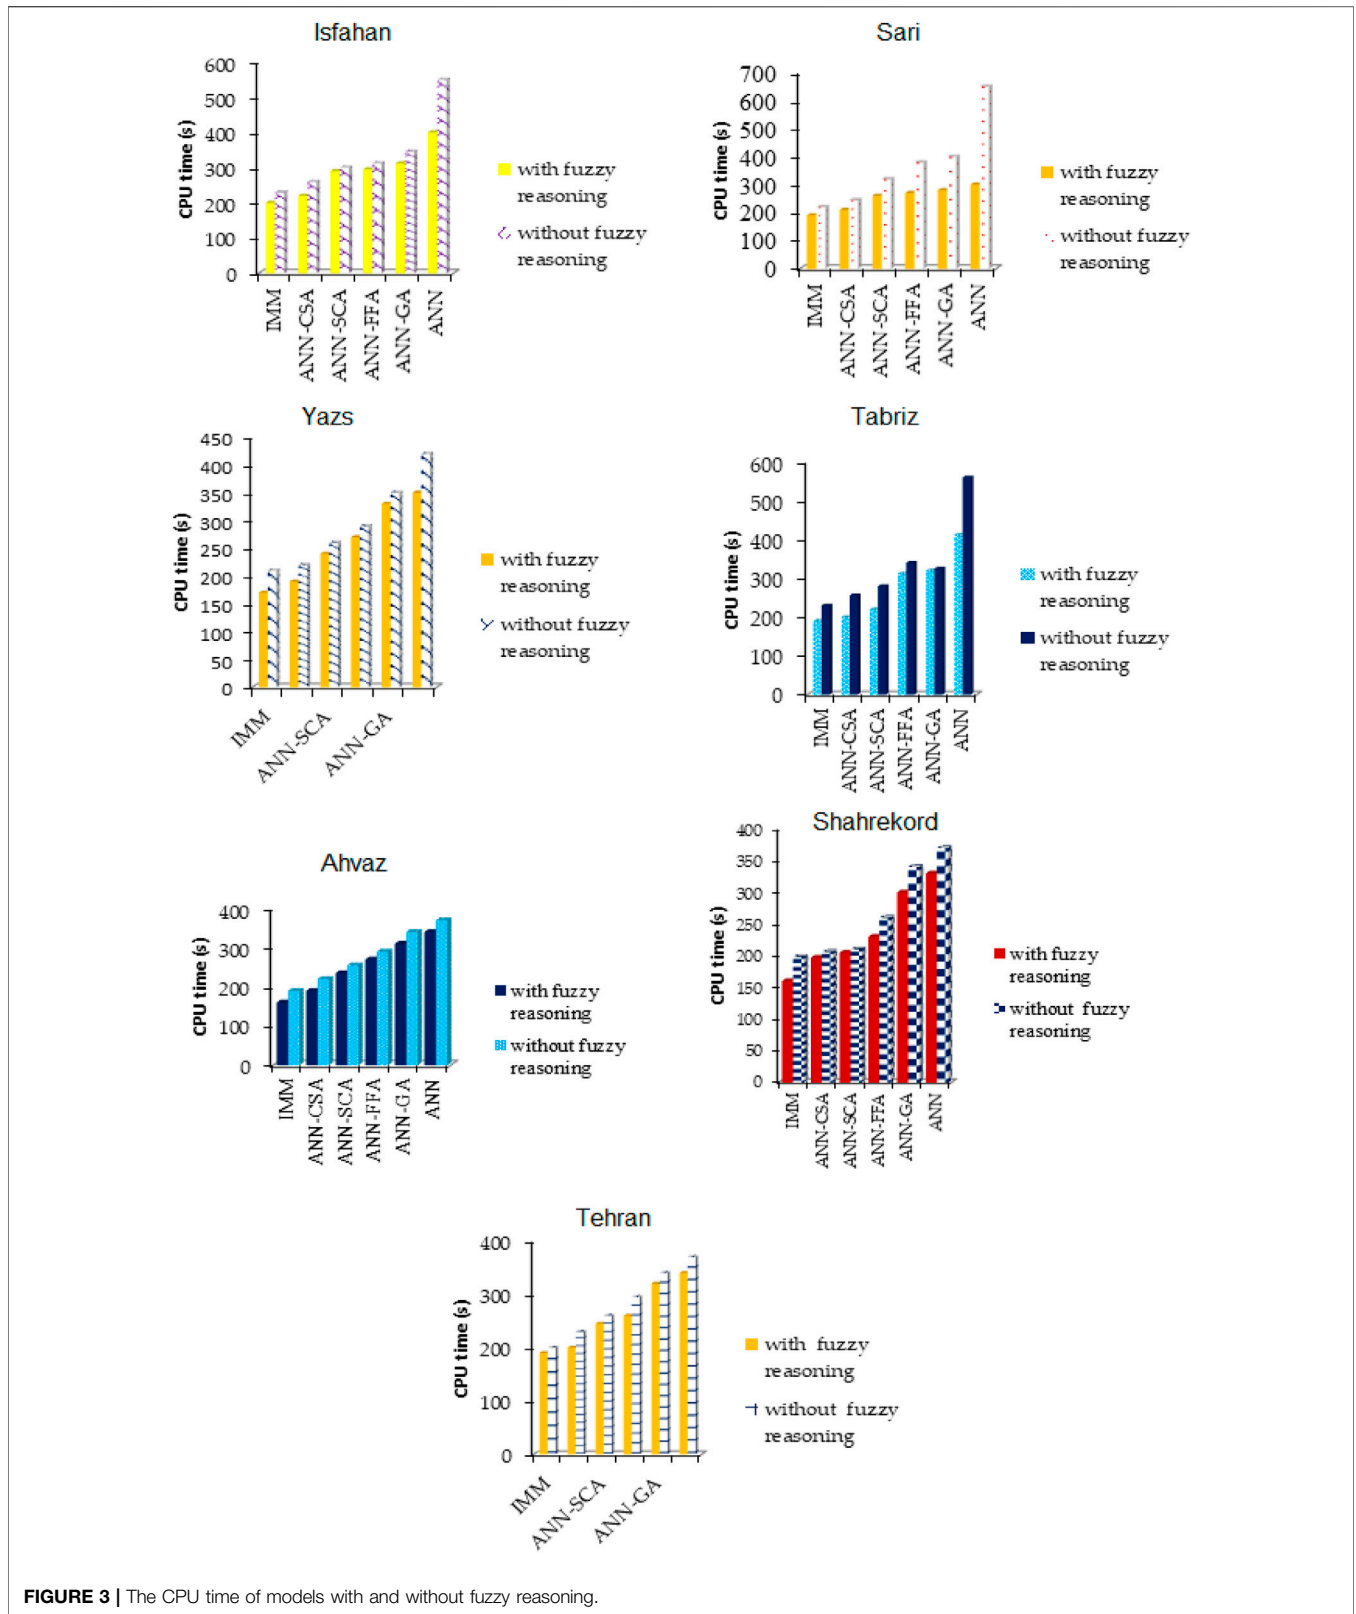 Isfahan
CPU time (s)
600
500
400
300
200
100
0
IMM
ANN-CSA
ANN-SCA
ANN-FFA
ANN-GA
ANN
with fuzzy
reasoning
without fuzzy
reasoning
Sari
CPU time (s)
700
600
500
400
300
200
100
0
IMM
ANN-CSA
ANN-SCA
ANN-FFA
ANN-GA
ANN
with fuzzy
reasoning
without fuzzy
reasoning
Yazs
CPU time (s)
450
400
350
300
250
200
150
100
50
0
IMM
ANN-SCA
ANN-GA
with fuzzy
reasoning
without fuzzy
reasoning
Tabriz
CPU time (s)
600
500
400
300
200
100
0
IMM
ANN-CSA
ANN-SCA
ANN-FFA
ANN-GA
ANN
with fuzzy
reasoning
without fuzzy
reasoning
Ahvaz
CPU time (s)
400
300
200
100
0
IMM
ANN-CSA
ANN-SCA
ANN-FFA
ANN-GA
ANN
with fuzzy
reasoning
without fuzzy
reasoning
Shahrekord
CPU time (s)
400
350
300
250
200
150
100
50
0
IMM
ANN-CSA
ANN-SCA
ANN-FFA
ANN-GA
ANN
with fuzzy
reasoning
without fuzzy
reasoning
Tehran
CPU time (s)
400
300
200
100
0
IMM
ANN-SCA
ANN-GA
with fuzzy
reasoning
without fuzzy
reasoning
FIGURE 3 | The CPU time of models with and without fuzzy reasoning.